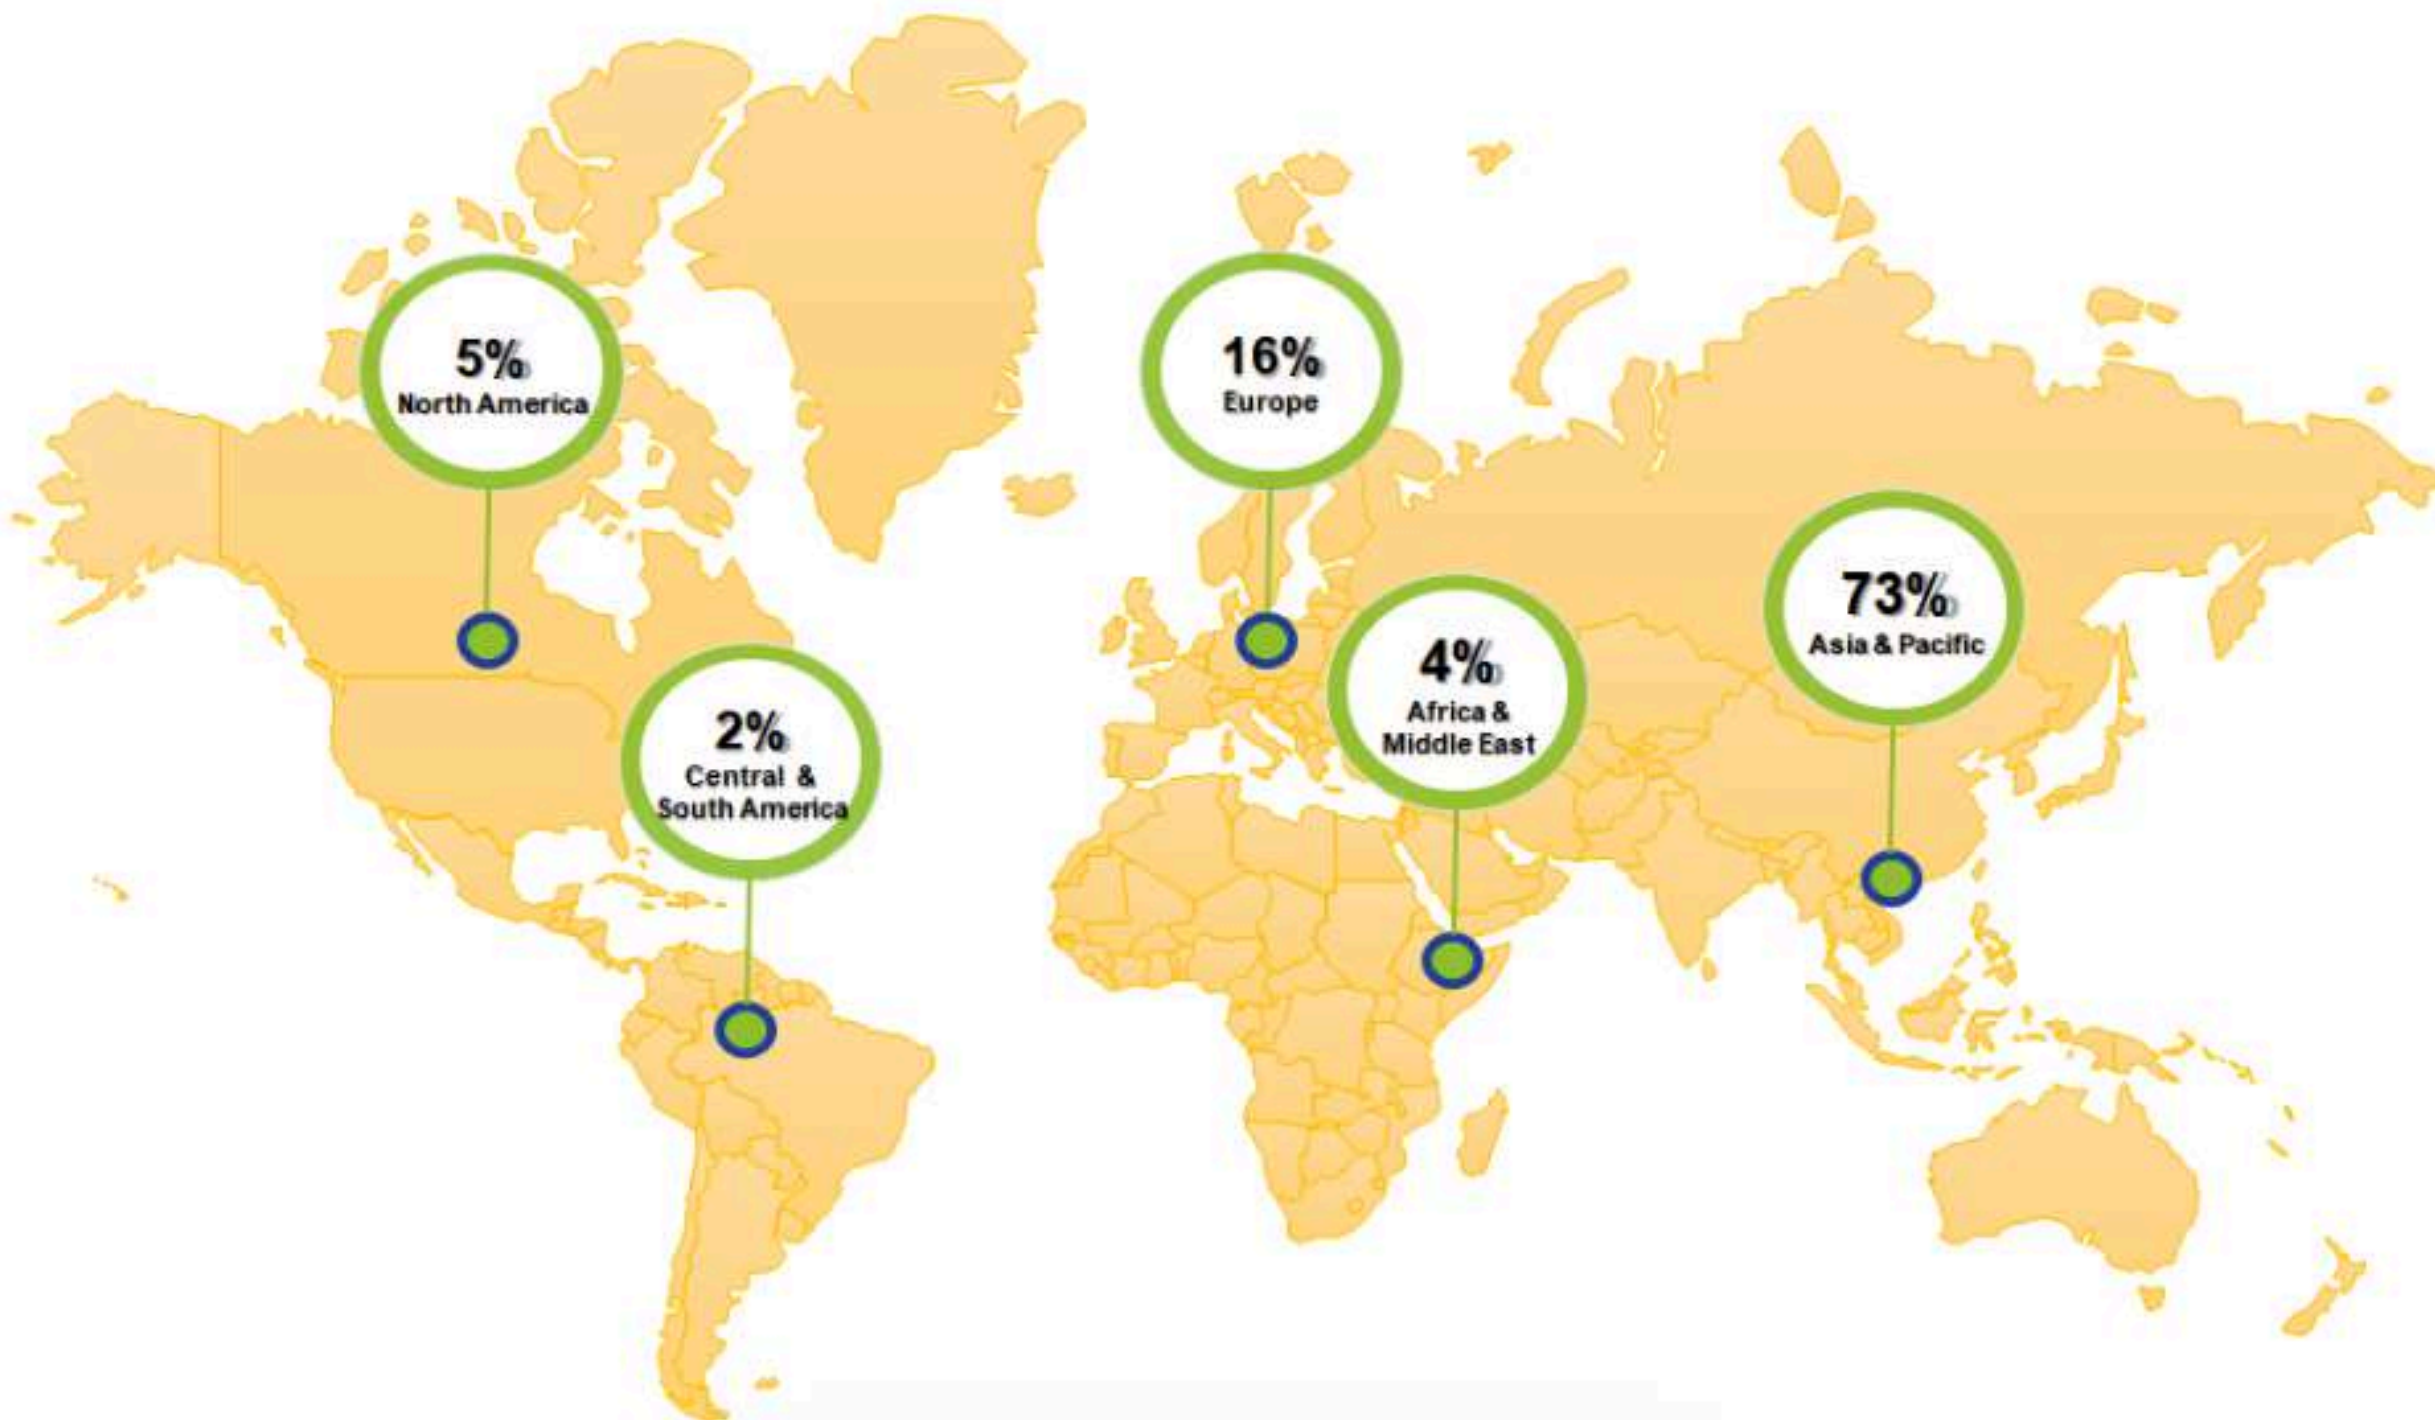 5%
North America
16%
Europe
73%
Asia & Pacific
4%
Africa &
Middle East
2%
Central &
South America